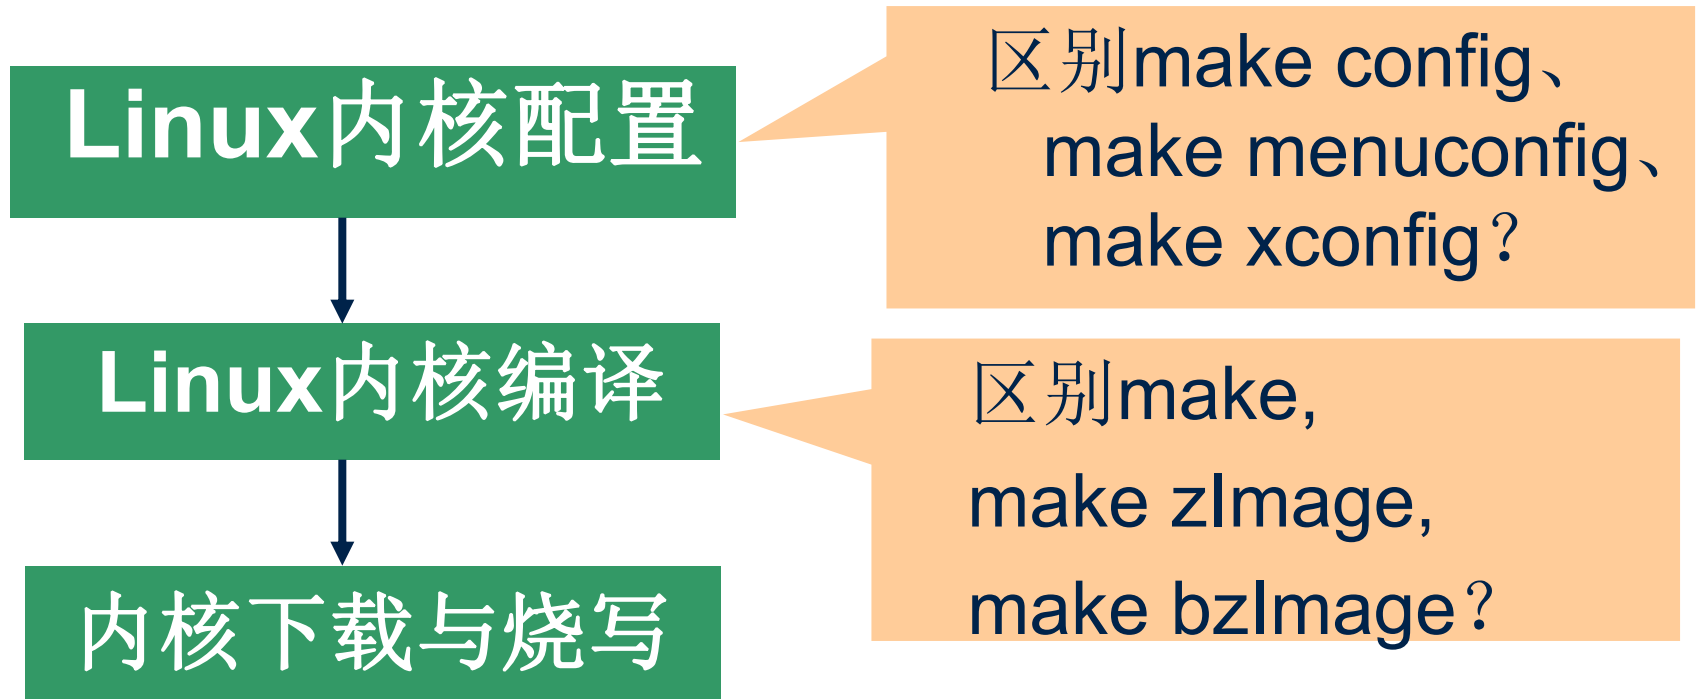 Linux内核配置
区别make config、
make menuconfig、
make xconfig？
Linux内核编译
区别make,
make zImage,
make bzImage？
内核下载与烧写